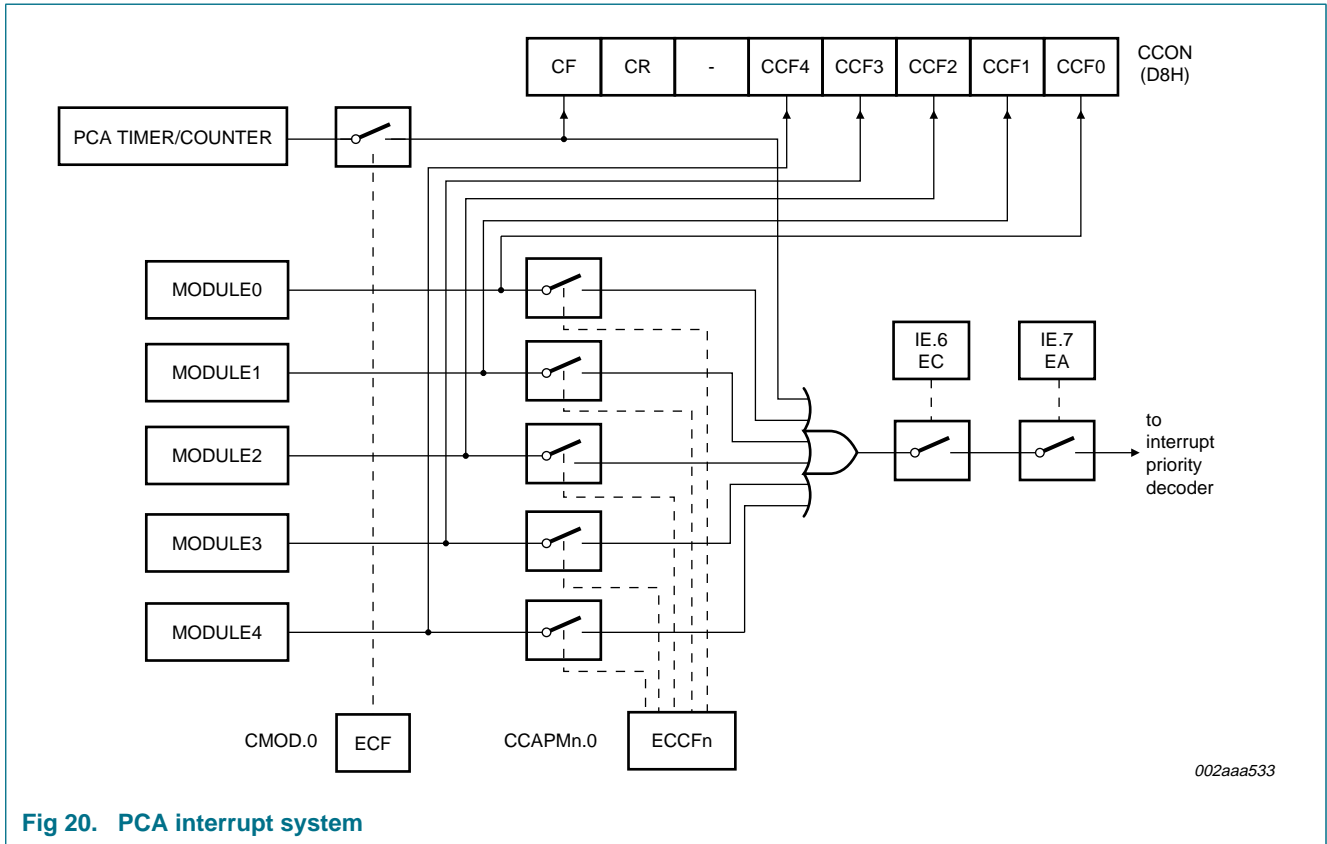 CF CR - CCF4 CCF3 CCF2 CCF1 CCF0
CCON
(D8H)
PCA TIMER/COUNTER
MODULE0
MODULE1
MODULE2
MODULE3
MODULE4
IE.6
EC
IE.7
EA
to
interrupt
priority
decoder
CMOD.0
ECF
CCAPMn.0
ECCFn
002aaa533
Fig 20. PCA interrupt system